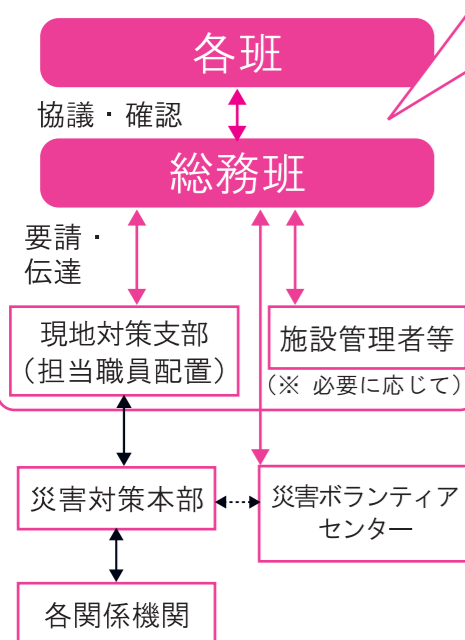 各班
協議・確認
総務班
要請・
伝達
現地対策支部
（担当職員配置）
施設管理者等
（※ 必要に応じて）
災害対策本部
災害ボランティア
センター
各関係機関